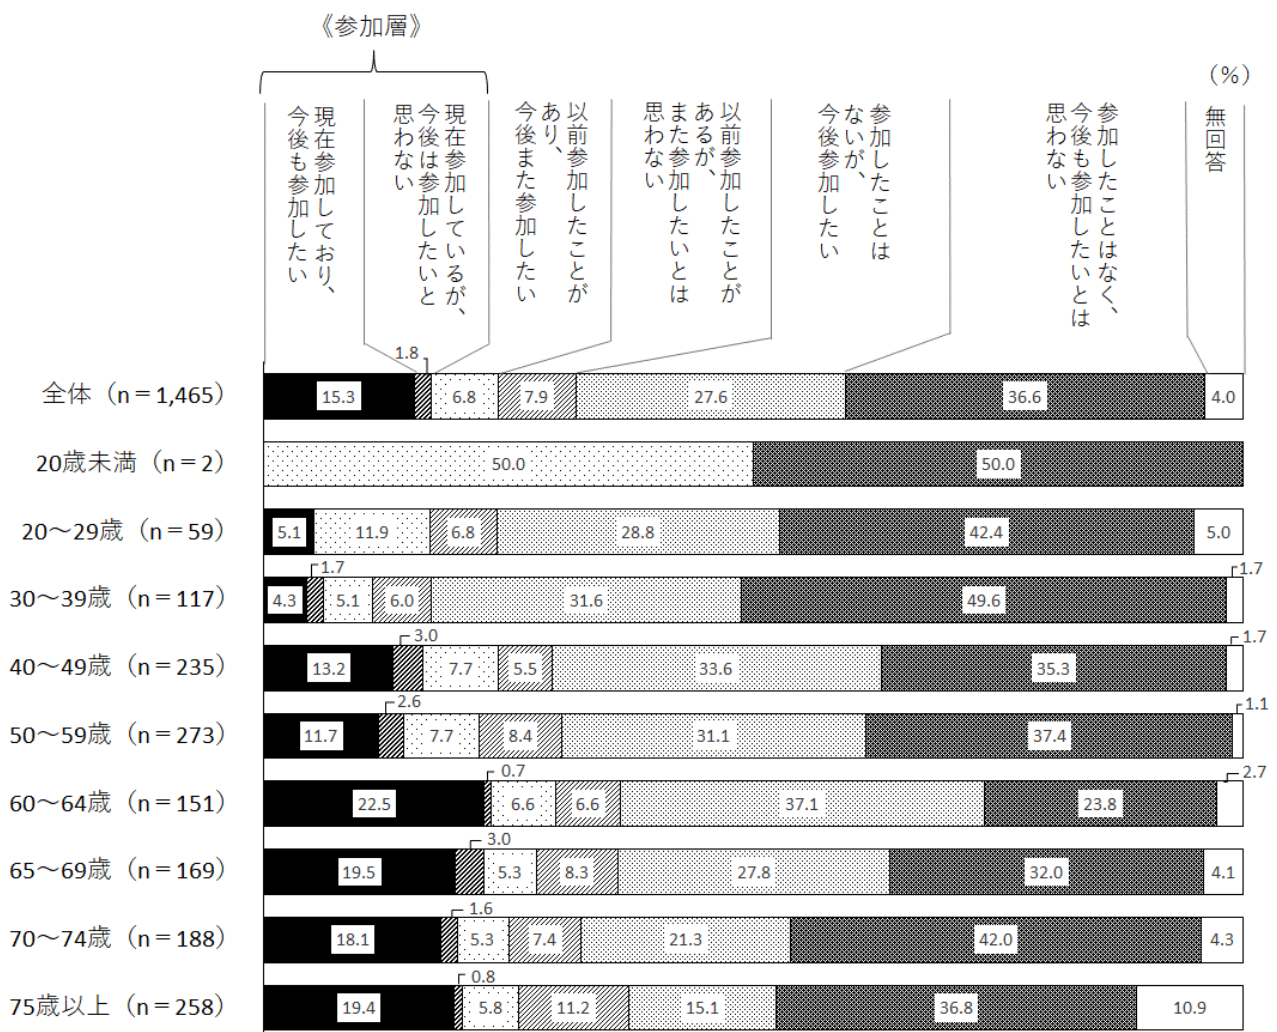 《参加層》
(%)
現在参加しており、
今後も参加したい
現在参加しているが、
今後は参加したいと
思わない
以前参加したことが
あり、
今後また参加したい
以前参加したことが
あるが、
また参加したいとは
思わない
参加したことは
ないが、
今後参加したい
参加したことはなく、
今後も参加したいとは
思わない
無回答
1.8
全体（n＝1,465） 15.3 6.8 7.9 27.6 36.6 4.0
20歳未満（n＝2） 50.0 50.0
20～29歳（n＝59） 5.1 11.9 6.8 28.8 42.4 5.0
1.7 1.7
30～39歳（n＝117） 4.3 5.1 6.0 31.6 49.6
3.0 1.7
40～49歳（n＝235） 13.2 7.7 5.5 33.6 35.3
2.6 1.1
50～59歳（n＝273） 11.7 7.7 8.4 31.1 37.4
0.7 2.7
60～64歳（n＝151） 22.5 6.6 6.6 37.1 23.8
3.0
65～69歳（n＝169） 19.5 5.3 8.3 27.8 32.0 4.1
1.6
70～74歳（n＝188） 18.1 5.3 7.4 21.3 42.0 4.3
0.8
75歳以上（n＝258） 19.4 5.8 11.2 15.1 36.8 10.9